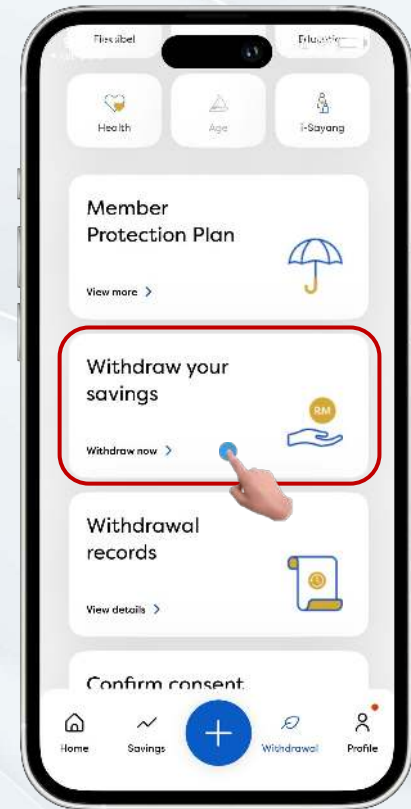 Fleksibel
Health
Age
i-Sayang
Member
Protection Plan
View more >
Withdraw your
savings
RM
Withdraw now >
Withdrawal
records
View details >
Confirm consent
Home
Savings
Withdrawal
Profile